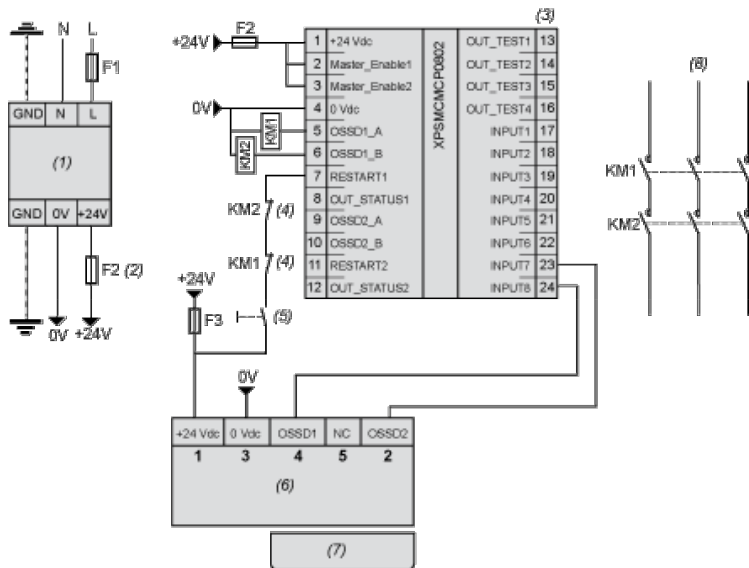 N L
F1
GND N L
(1)
GND 0V +24V
F2 (2)
0V +24V
(3)
+24V F2
0V
KM1
KM2
1 +24 Vdc
2 Master_Enable1
3 Master_Enable2
4 0 Vdc
5 OSSD1_A
6 OSSD1_B
7 RESTART1
8 OUT_STATUS1
9 OSSD2_A
10 OSSD2_B
11 RESTART2
12 OUT_STATUS2
XPSMCMCP0802
OUT_TEST1 13
OUT_TEST2 14
OUT_TEST3 15
OUT_TEST4 16
INPUT1 17
INPUT2 18
INPUT3 19
INPUT4 20
INPUT5 21
INPUT6 22
INPUT7 23
INPUT8 24
KM2 (4)
KM1 (4)
+24V
F3 (5)
0V
+24 Vdc 0 Vdc OSSD1 NC OSSD2
1 3 4 5 2
(6)
(7)
(8)
KM1
KM2